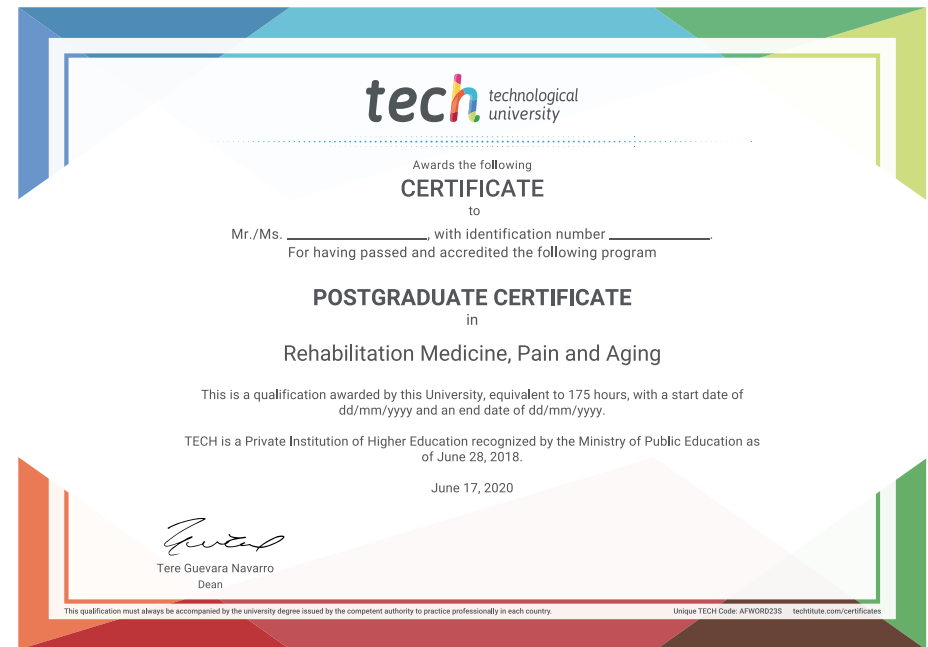 tech technological
university
Awards the following
CERTIFICATE
to
Mr./Ms. ____________________, with identification number ______________.
For having passed and accredited the following program
POSTGRADUATE CERTIFICATE
in
Rehabilitation Medicine, Pain and Aging
This is a qualification awarded by this University, equivalent to 175 hours, with a start date of
dd/mm/yyyy and an end date of dd/mm/yyyy.
TECH is a Private Institution of Higher Education recognized by the Ministry of Public Education as
of June 28, 2018.
June 17, 2020
Tere Guevara Navarro
Dean
This qualification must always be accompanied by the university degree issued by the competent authority to practice professionally in each country.
Unique TECH Code: AFWORD23S techtitute.com/certificates